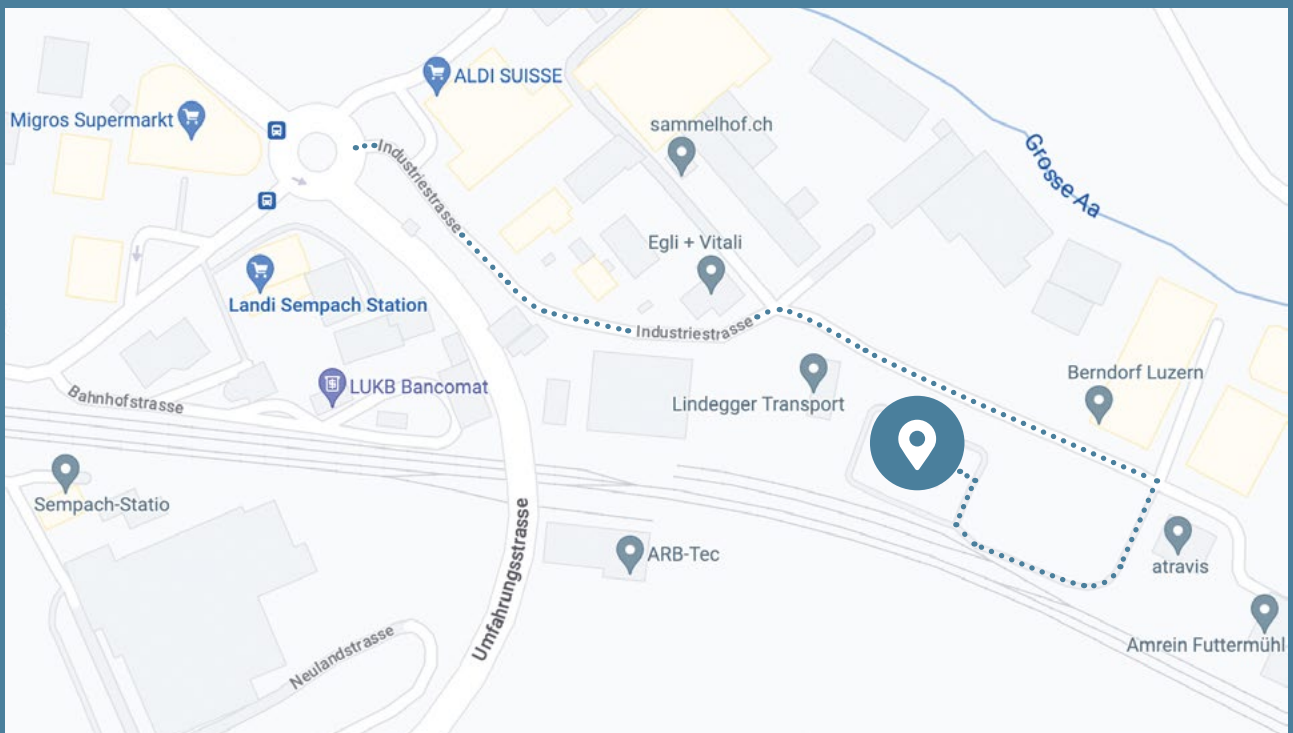 ALDI SUISSE
Migros Supermarkt
sammelhof.ch
Industriestrasse
Grosse Aa
Egli + Vitali
Landi Sempach Station
Industriestrasse
Berndorf Luzern
LUKB Bancomat
Bahnhofstrasse
Lindegger Transport
Sempach-Statio
Umfahrungsstrasse
ARB-Tec
atravis
Neulandstrasse
Amrein Futtermühl